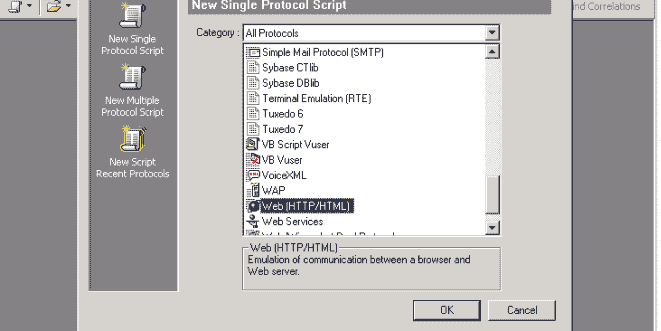 New Single Protocol Script
nd Correlations
New Single
Protocol Script
New Multiple
Protocol Script
New Script
Recent Protocols
Category : All Protocols
Simple Mail Protocol (SMTP)
Sybase CTlib
Sybase DBlib
Terminal Emulation (RTE)
Tuxedo 6
Tuxedo 7
VB Script Vuser
VB Vuser
VoiceXML
WAP
Web (HTTP/HTML)
Web Services
Web (HTTP/HTML)
Emulation of communication between a browser and
Web server.
OK
Cancel